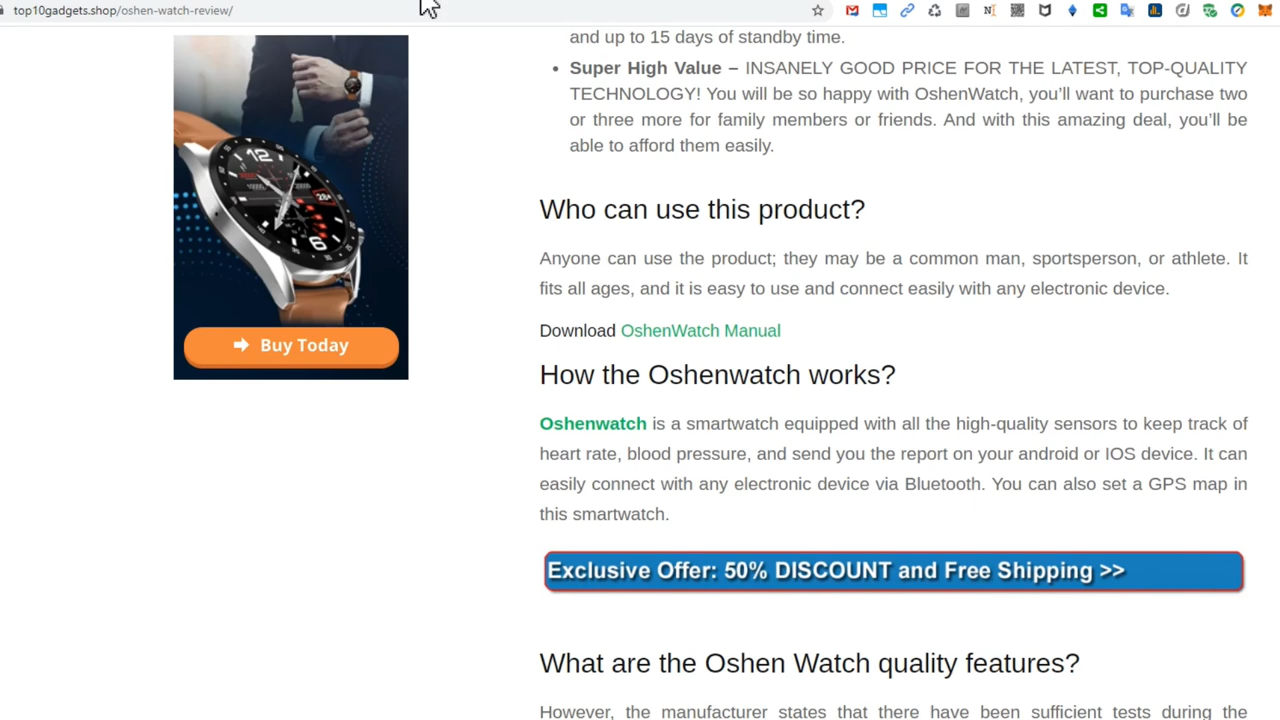 top10gadgets.shop/oshen-watch-review/
and up to 15 days of standby time.
• Super High Value – INSANELY GOOD PRICE FOR THE LATEST, TOP-QUALITY
TECHNOLOGY! You will be so happy with OshenWatch, you'll want to purchase two
or three more for family members or friends. And with this amazing deal, you'll be
able to afford them easily.
12
6
➡ Buy Today
Who can use this product?
Anyone can use the product; they may be a common man, sportsperson, or athlete. It
fits all ages, and it is easy to use and connect easily with any electronic device.
Download OshenWatch Manual
How the Oshenwatch works?
Oshenwatch is a smartwatch equipped with all the high-quality sensors to keep track of
heart rate, blood pressure, and send you the report on your android or IOS device. It can
easily connect with any electronic device via Bluetooth. You can also set a GPS map in
this smartwatch.
Exclusive Offer: 50% DISCOUNT and Free Shipping >>
What are the Oshen Watch quality features?
However, the manufacturer states that there have been sufficient tests during the